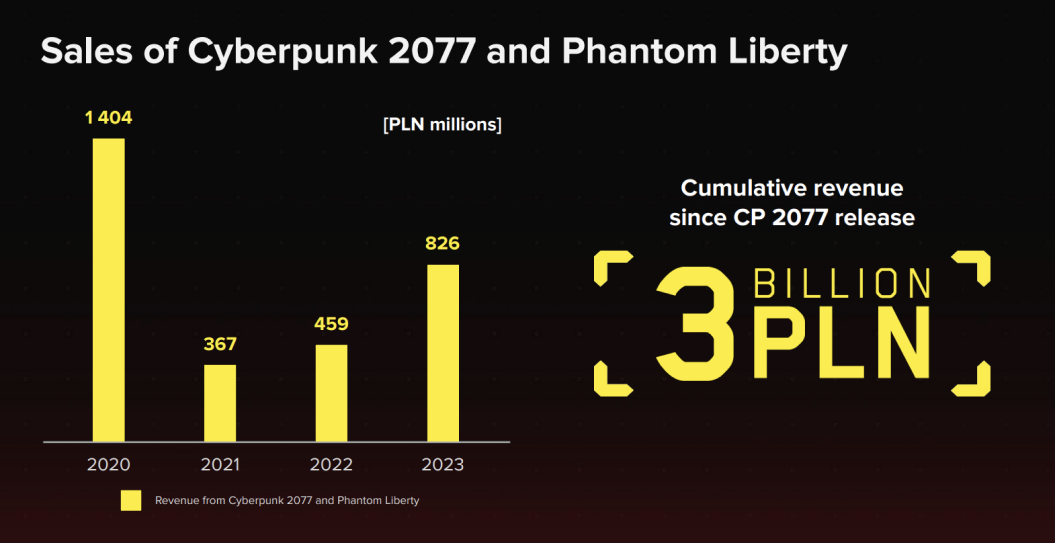 Sales of Cyberpunk 2077 and Phantom Liberty
[PLN millions]
1 404
367
459
826
2020 2021 2022 2023
Revenue from Cyberpunk 2077 and Phantom Liberty
Cumulative revenue
since CP 2077 release
3 BILLION
PLN